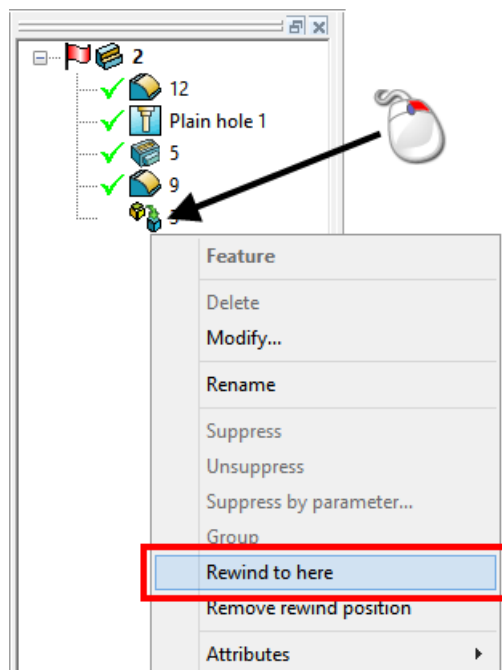 2
12
Plain hole 1
5
9
Feature
Delete
Modify...
Rename
Suppress
Unsuppress
Suppress by parameter...
Group
Rewind to here
Remove rewind position
Attributes